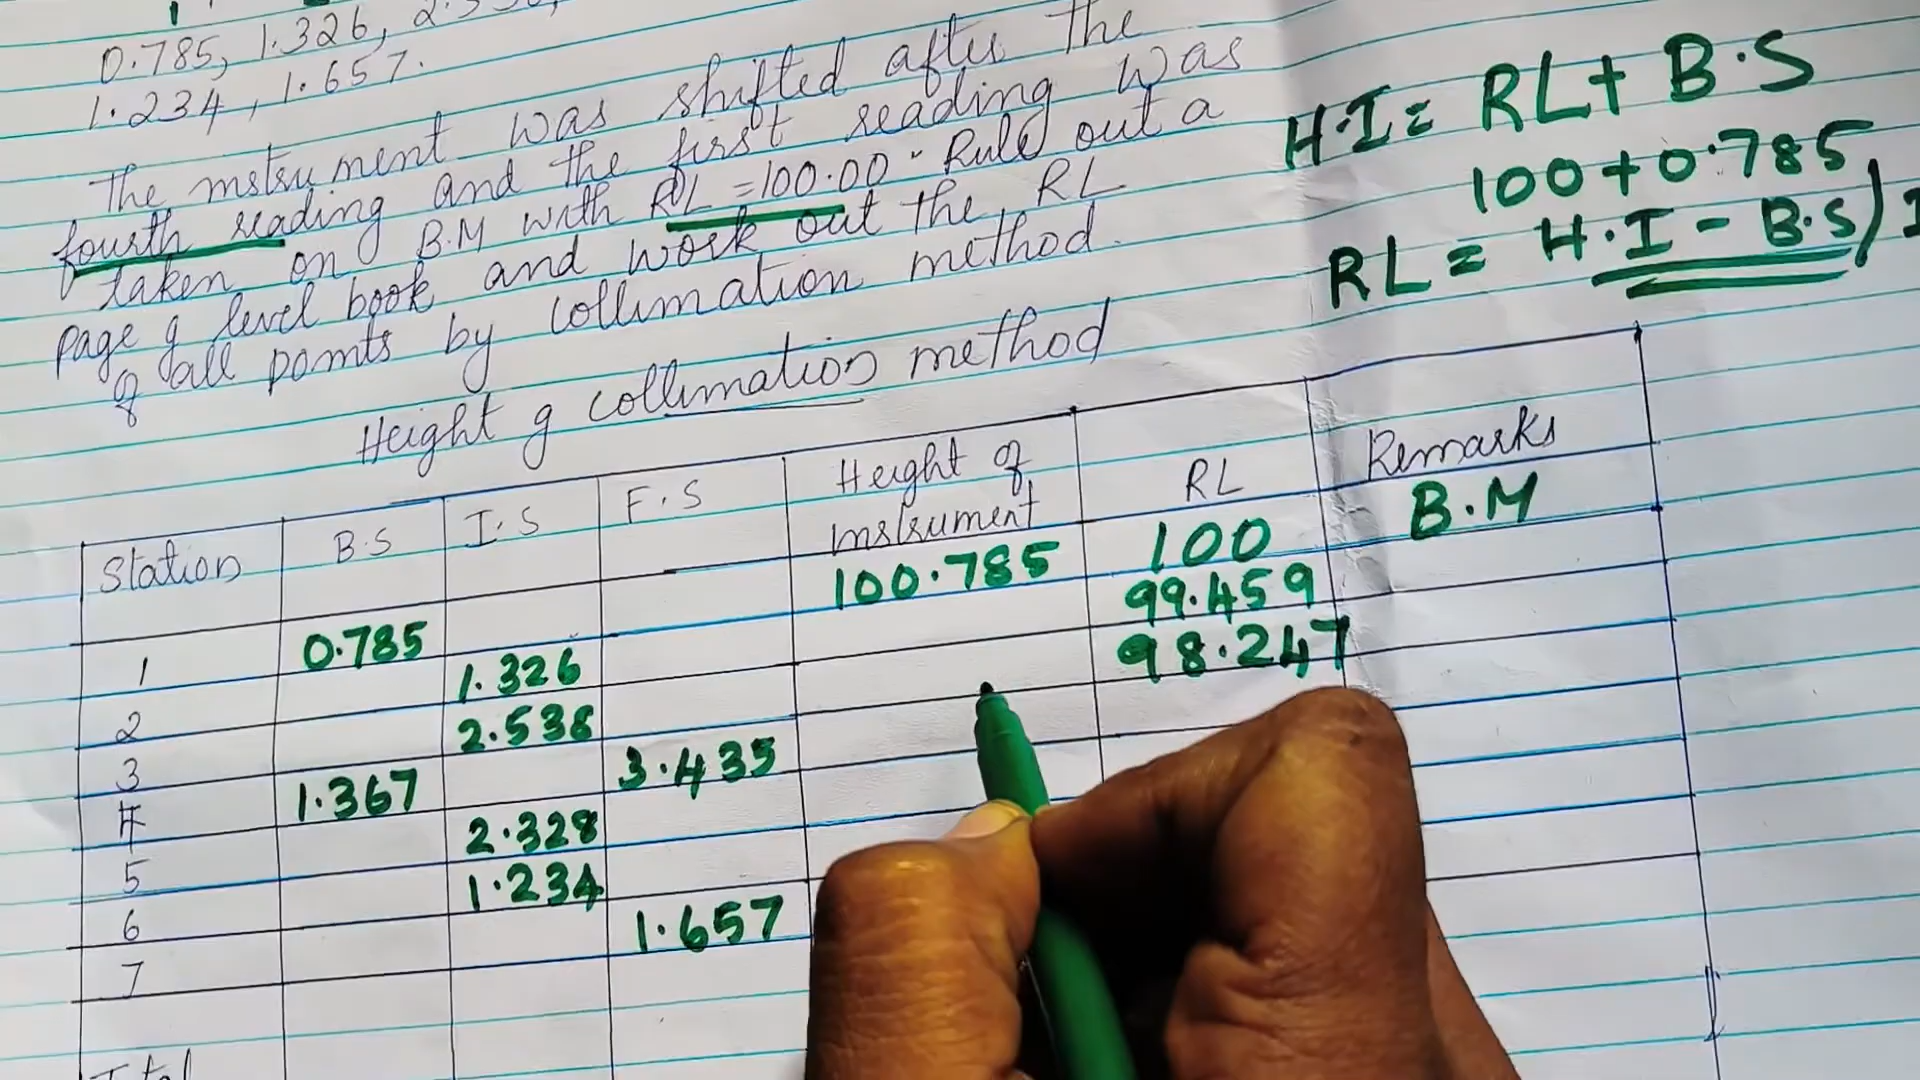 0.785, 1.326,
1.234, 1.657.
The instrument was shifted after the
fourth reading and the first reading was
taken on B.M with RL = 100.00. Rule out a
page of level book and work out the RL
of all points by collimation method.
Height of collimation method
H.I = RL + B.S
100 + 0.785
RL = H.I - B.S/I
Station B.S I.S F.S Height of instrument RL Remarks
1 0.785 100.785 100 B.M
2 1.326 99.459
3 2.538 98.247
4 1.367 3.435
5 2.328
6 1.234
7 1.657